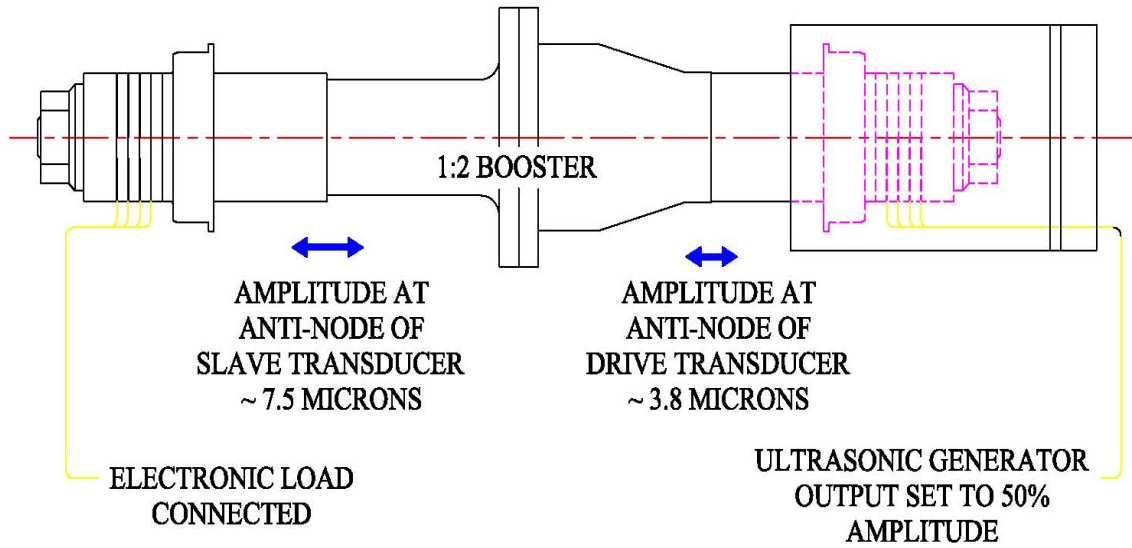 1:2 BOOSTER
AMPLITUDE AT
ANTI-NODE OF
SLAVE TRANSDUCER
~ 7.5 MICRONS
AMPLITUDE AT
ANTI-NODE OF
DRIVE TRANSDUCER
~ 3.8 MICRONS
ELECTRONIC LOAD
CONNECTED
ULTRASONIC GENERATOR
OUTPUT SET TO 50%
AMPLITUDE